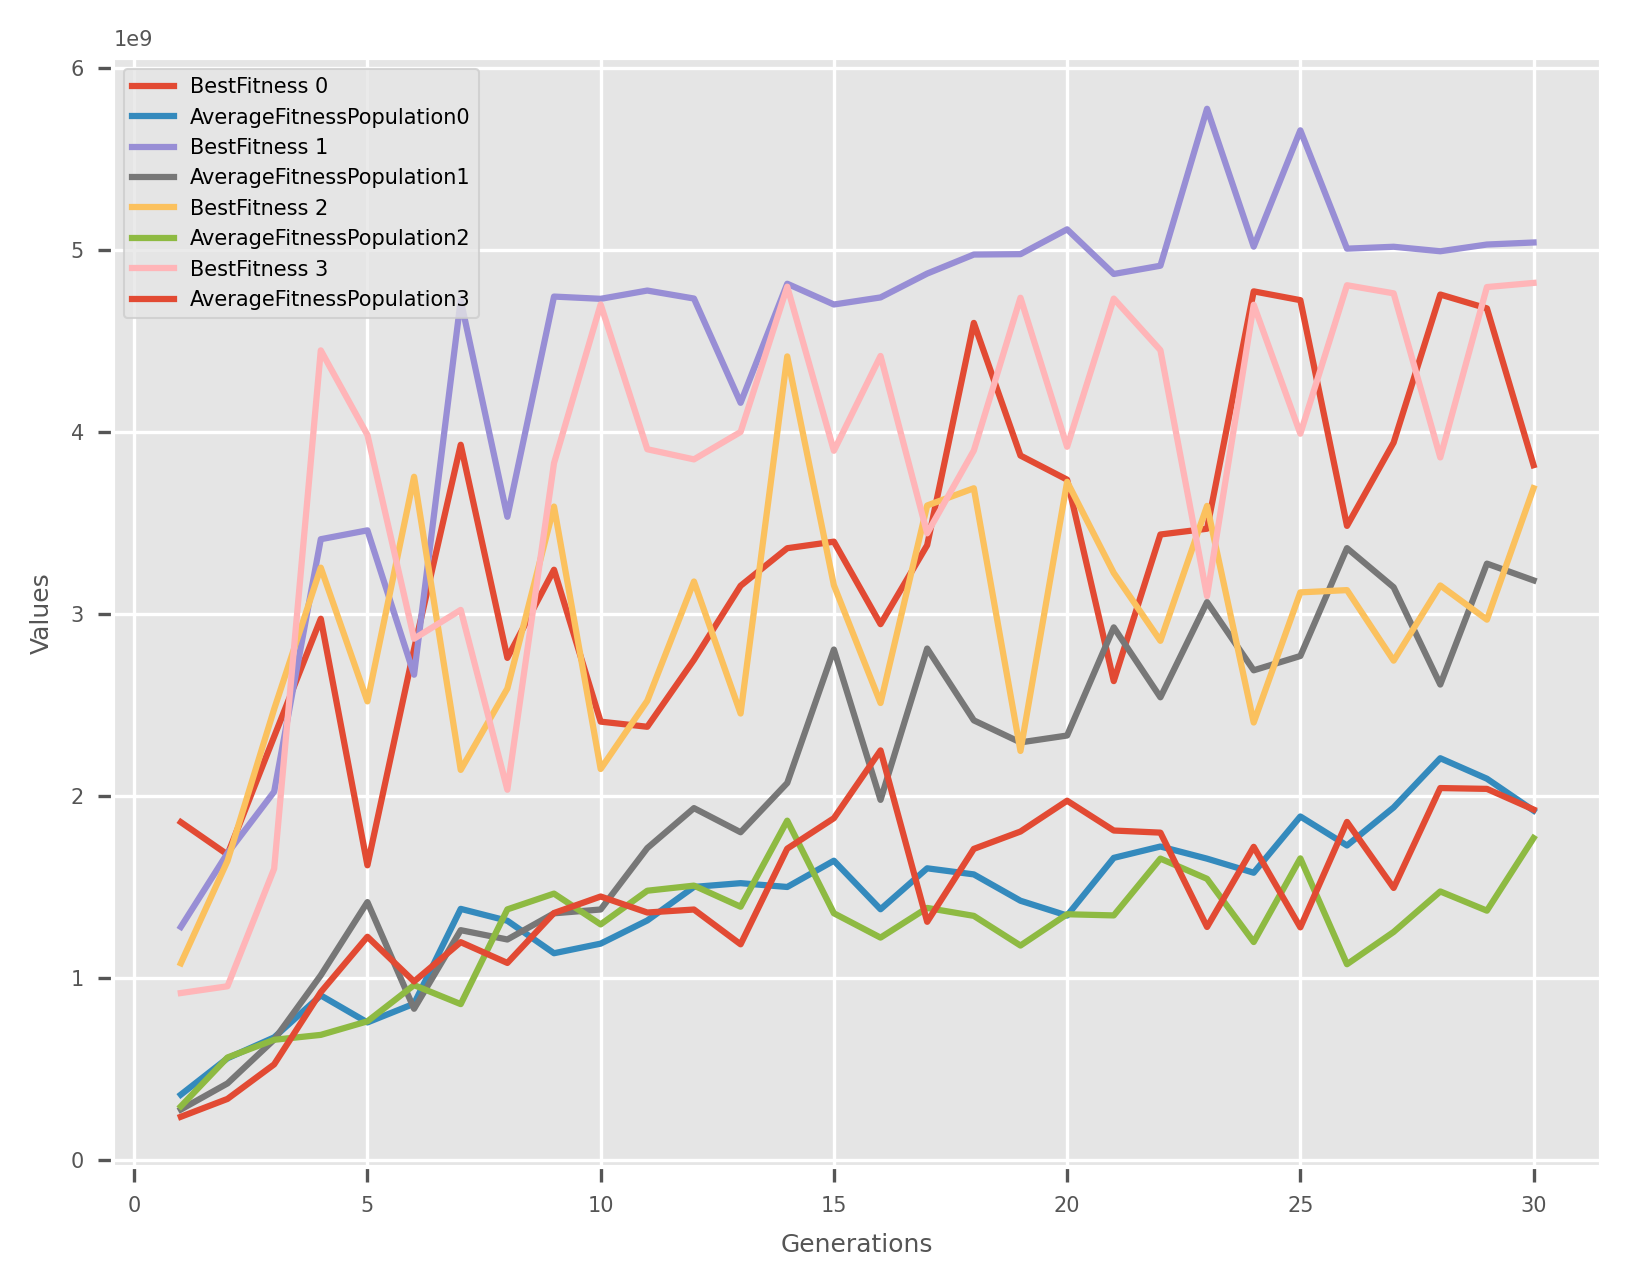 1e9
6
5
4
3
2
1
0
Values
BestFitness 0
AverageFitnessPopulation0
BestFitness 1
AverageFitnessPopulation1
BestFitness 2
AverageFitnessPopulation2
BestFitness 3
AverageFitnessPopulation3
0 5 10 15 20 25 30
Generations